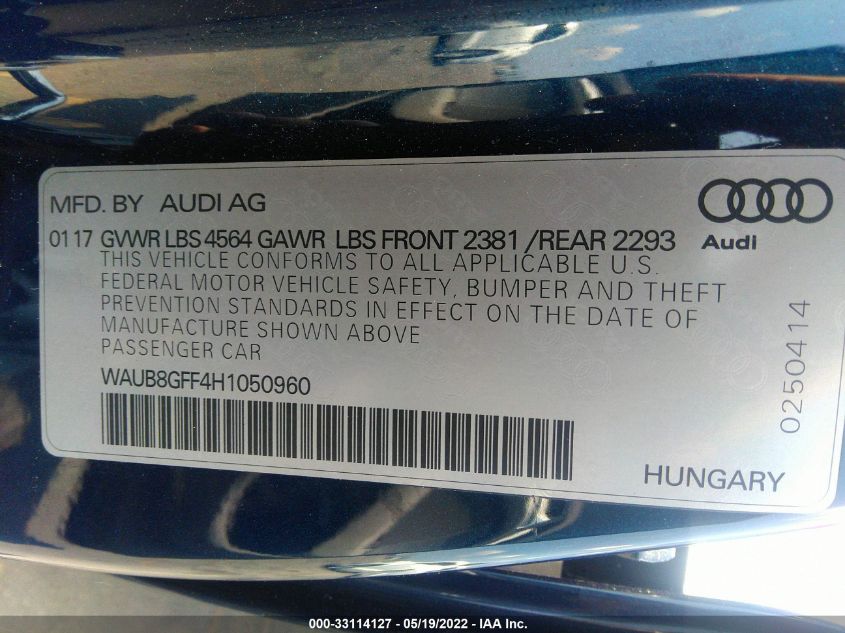 MFD. BY AUDI AG
0117 GVWR LBS 4564 GAWR LBS FRONT 2381 /REAR 2293
Audi
THIS VEHICLE CONFORMS TO ALL APPLICABLE U.S.
FEDERAL MOTOR VEHICLE SAFETY, BUMPER AND THEFT
PREVENTION STANDARDS IN EFFECT ON THE DATE OF
MANUFACTURE SHOWN ABOVE
PASSENGER CAR
WAUB8GFF4H1050960
0250414
HUNGARY
000-33114127 - 05/19/2022 - IAA Inc.